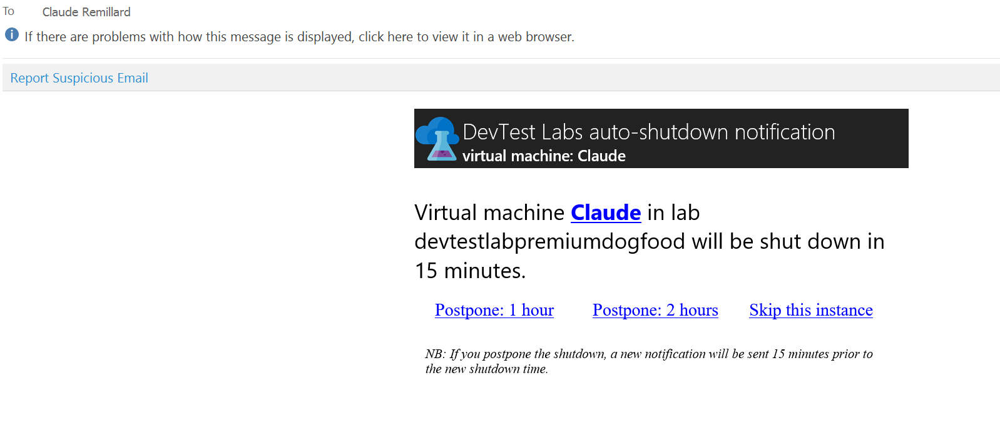 To Claude Remillard
If there are problems with how this message is displayed, click here to view it in a web browser.
Report Suspicious Email
DevTest Labs auto-shutdown notification
virtual machine: Claude
Virtual machine Claude in lab
devtestlabpremiumdogfood will be shut down in
15 minutes.
Postpone: 1 hour Postpone: 2 hours Skip this instance
NB: If you postpone the shutdown, a new notification will be sent 15 minutes prior to
the new shutdown time.